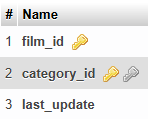 # Name
1 film_id
2 category_id
3 last_update